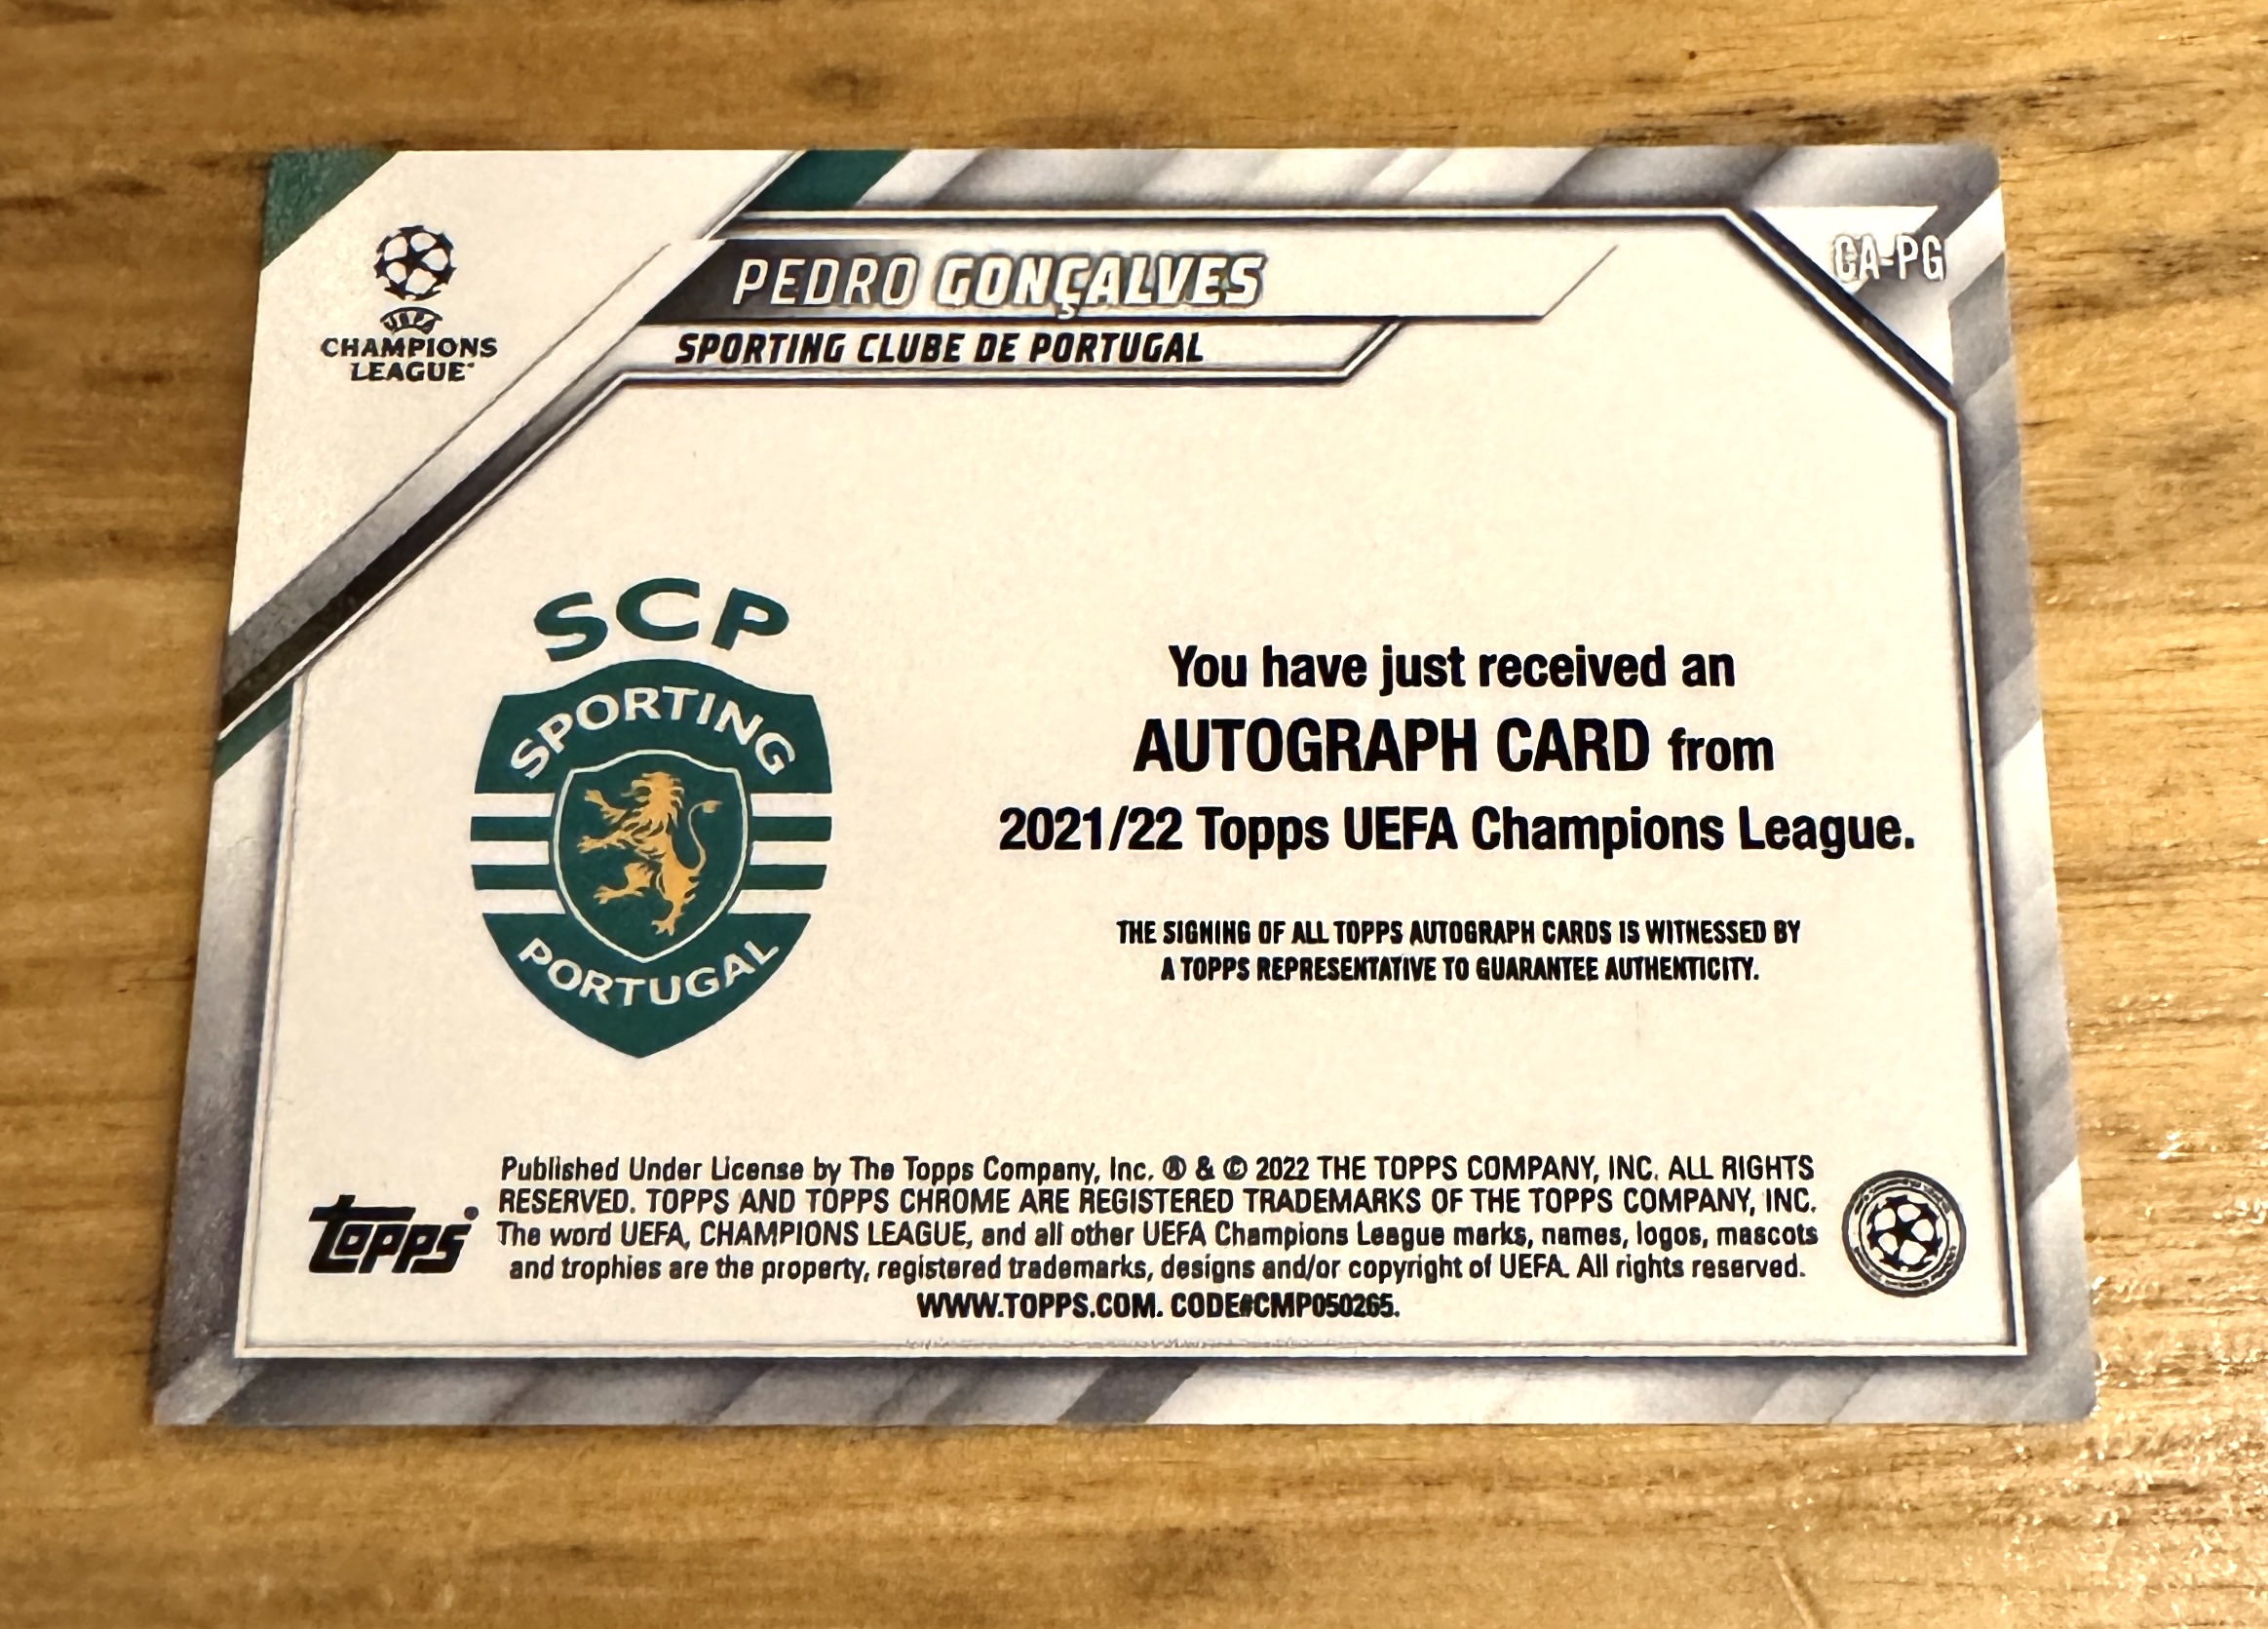 UEFA
CHAMPIONS
LEAGUE
PEDRO GONÇALVES
SPORTING CLUBE DE PORTUGAL
CA-PG
SCP
SPORTING
PORTUGAL
You have just received an
AUTOGRAPH CARD from
2021/22 Topps UEFA Champions League.
THE SIGNING OF ALL TOPPS AUTOGRAPH CARDS IS WITNESSED BY
A TOPPS REPRESENTATIVE TO GUARANTEE AUTHENTICITY.
topps®
Published Under License by The Topps Company, Inc. ® & © 2022 THE TOPPS COMPANY, INC. ALL RIGHTS
RESERVED. TOPPS AND TOPPS CHROME ARE REGISTERED TRADEMARKS OF THE TOPPS COMPANY, INC.
The word UEFA, CHAMPIONS LEAGUE, and all other UEFA Champions League marks, names, logos, mascots
and trophies are the property, registered trademarks, designs and/or copyright of UEFA. All rights reserved.
WWW.TOPPS.COM. CODE#CMP050265.